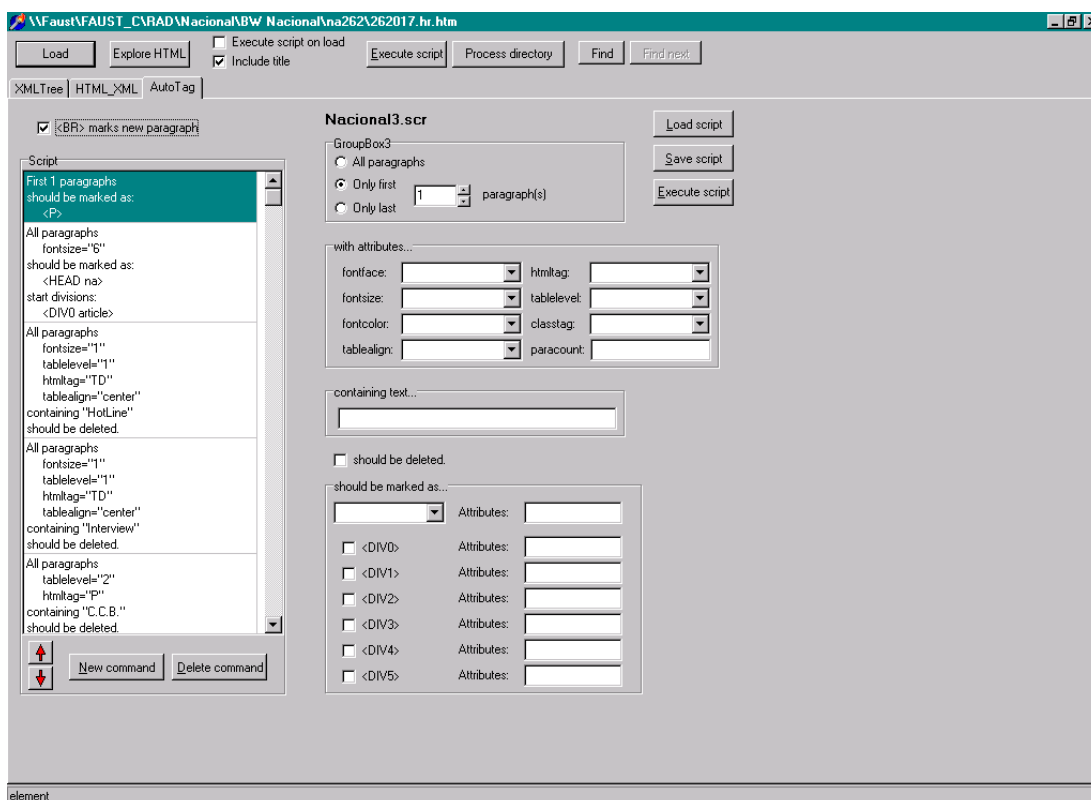 \\Faust\FAUST_C\RAD\Nacional\BW Nacional\na262\262017.hr.htm
Load
Explore HTML
Execute script on load
Include title
Execute script
Process directory
Find
Find next
XMLTree
HTML_XML
AutoTag
<BR> marks new paragraph
Script
First 1 paragraphs
should be marked as:
<P>
All paragraphs
fontsize="6"
should be marked as:
<HEAD na>
start divisions:
<DIV0 article>
All paragraphs
fontsize="1"
tablelevel="1"
htmltag="TD"
tablealign="center"
containing "HotLine"
should be deleted.
All paragraphs
fontsize="1"
tablelevel="1"
htmltag="TD"
tablealign="center"
containing "Interview"
should be deleted.
All paragraphs
tablelevel="2"
htmltag="P"
containing "C.C.B."
should be deleted.
New command
Delete command
Nacional3.scr
GroupBox3
All paragraphs
Only first
1
paragraph(s)
Only last
Load script
Save script
Execute script
with attributes...
fontface:
htmltag:
fontsize:
tablelevel:
fontcolor:
classtag:
tablealign:
paracount:
containing text...
should be deleted.
should be marked as...
Attributes:
<DIV0> Attributes:
<DIV1> Attributes:
<DIV2> Attributes:
<DIV3> Attributes:
<DIV4> Attributes:
<DIV5> Attributes:
element